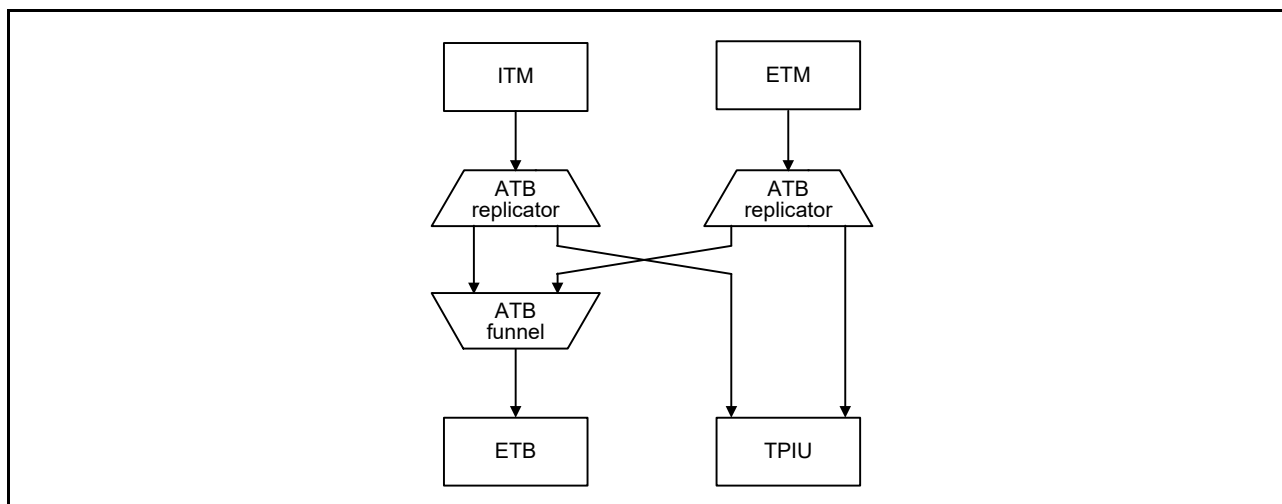 ITM
ETM
ATB
replicator
ATB
replicator
ATB
funnel
ETB
TPIU